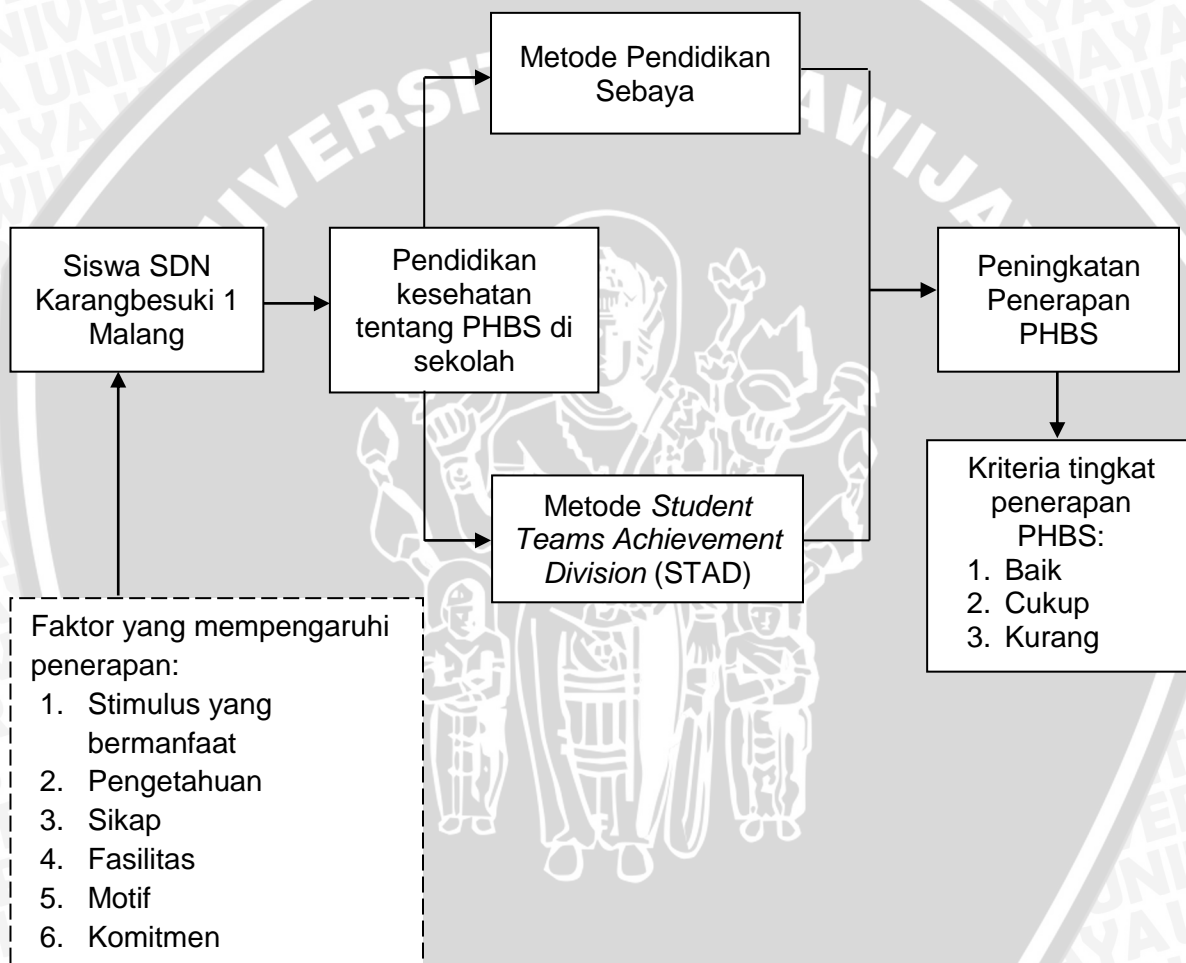 Metode Pendidikan
Sebaya
Siswa SDN
Karangbesuki 1
Malang
Pendidikan
kesehatan
tentang PHBS di
sekolah
Peningkatan
Penerapan
PHBS
Metode Student
Teams Achievement
Division (STAD)
Kriteria tingkat
penerapan
PHBS:
1. Baik
2. Cukup
3. Kurang
Faktor yang mempengaruhi
penerapan:
1. Stimulus yang
bermanfaat
2. Pengetahuan
3. Sikap
4. Fasilitas
5. Motif
6. Komitmen